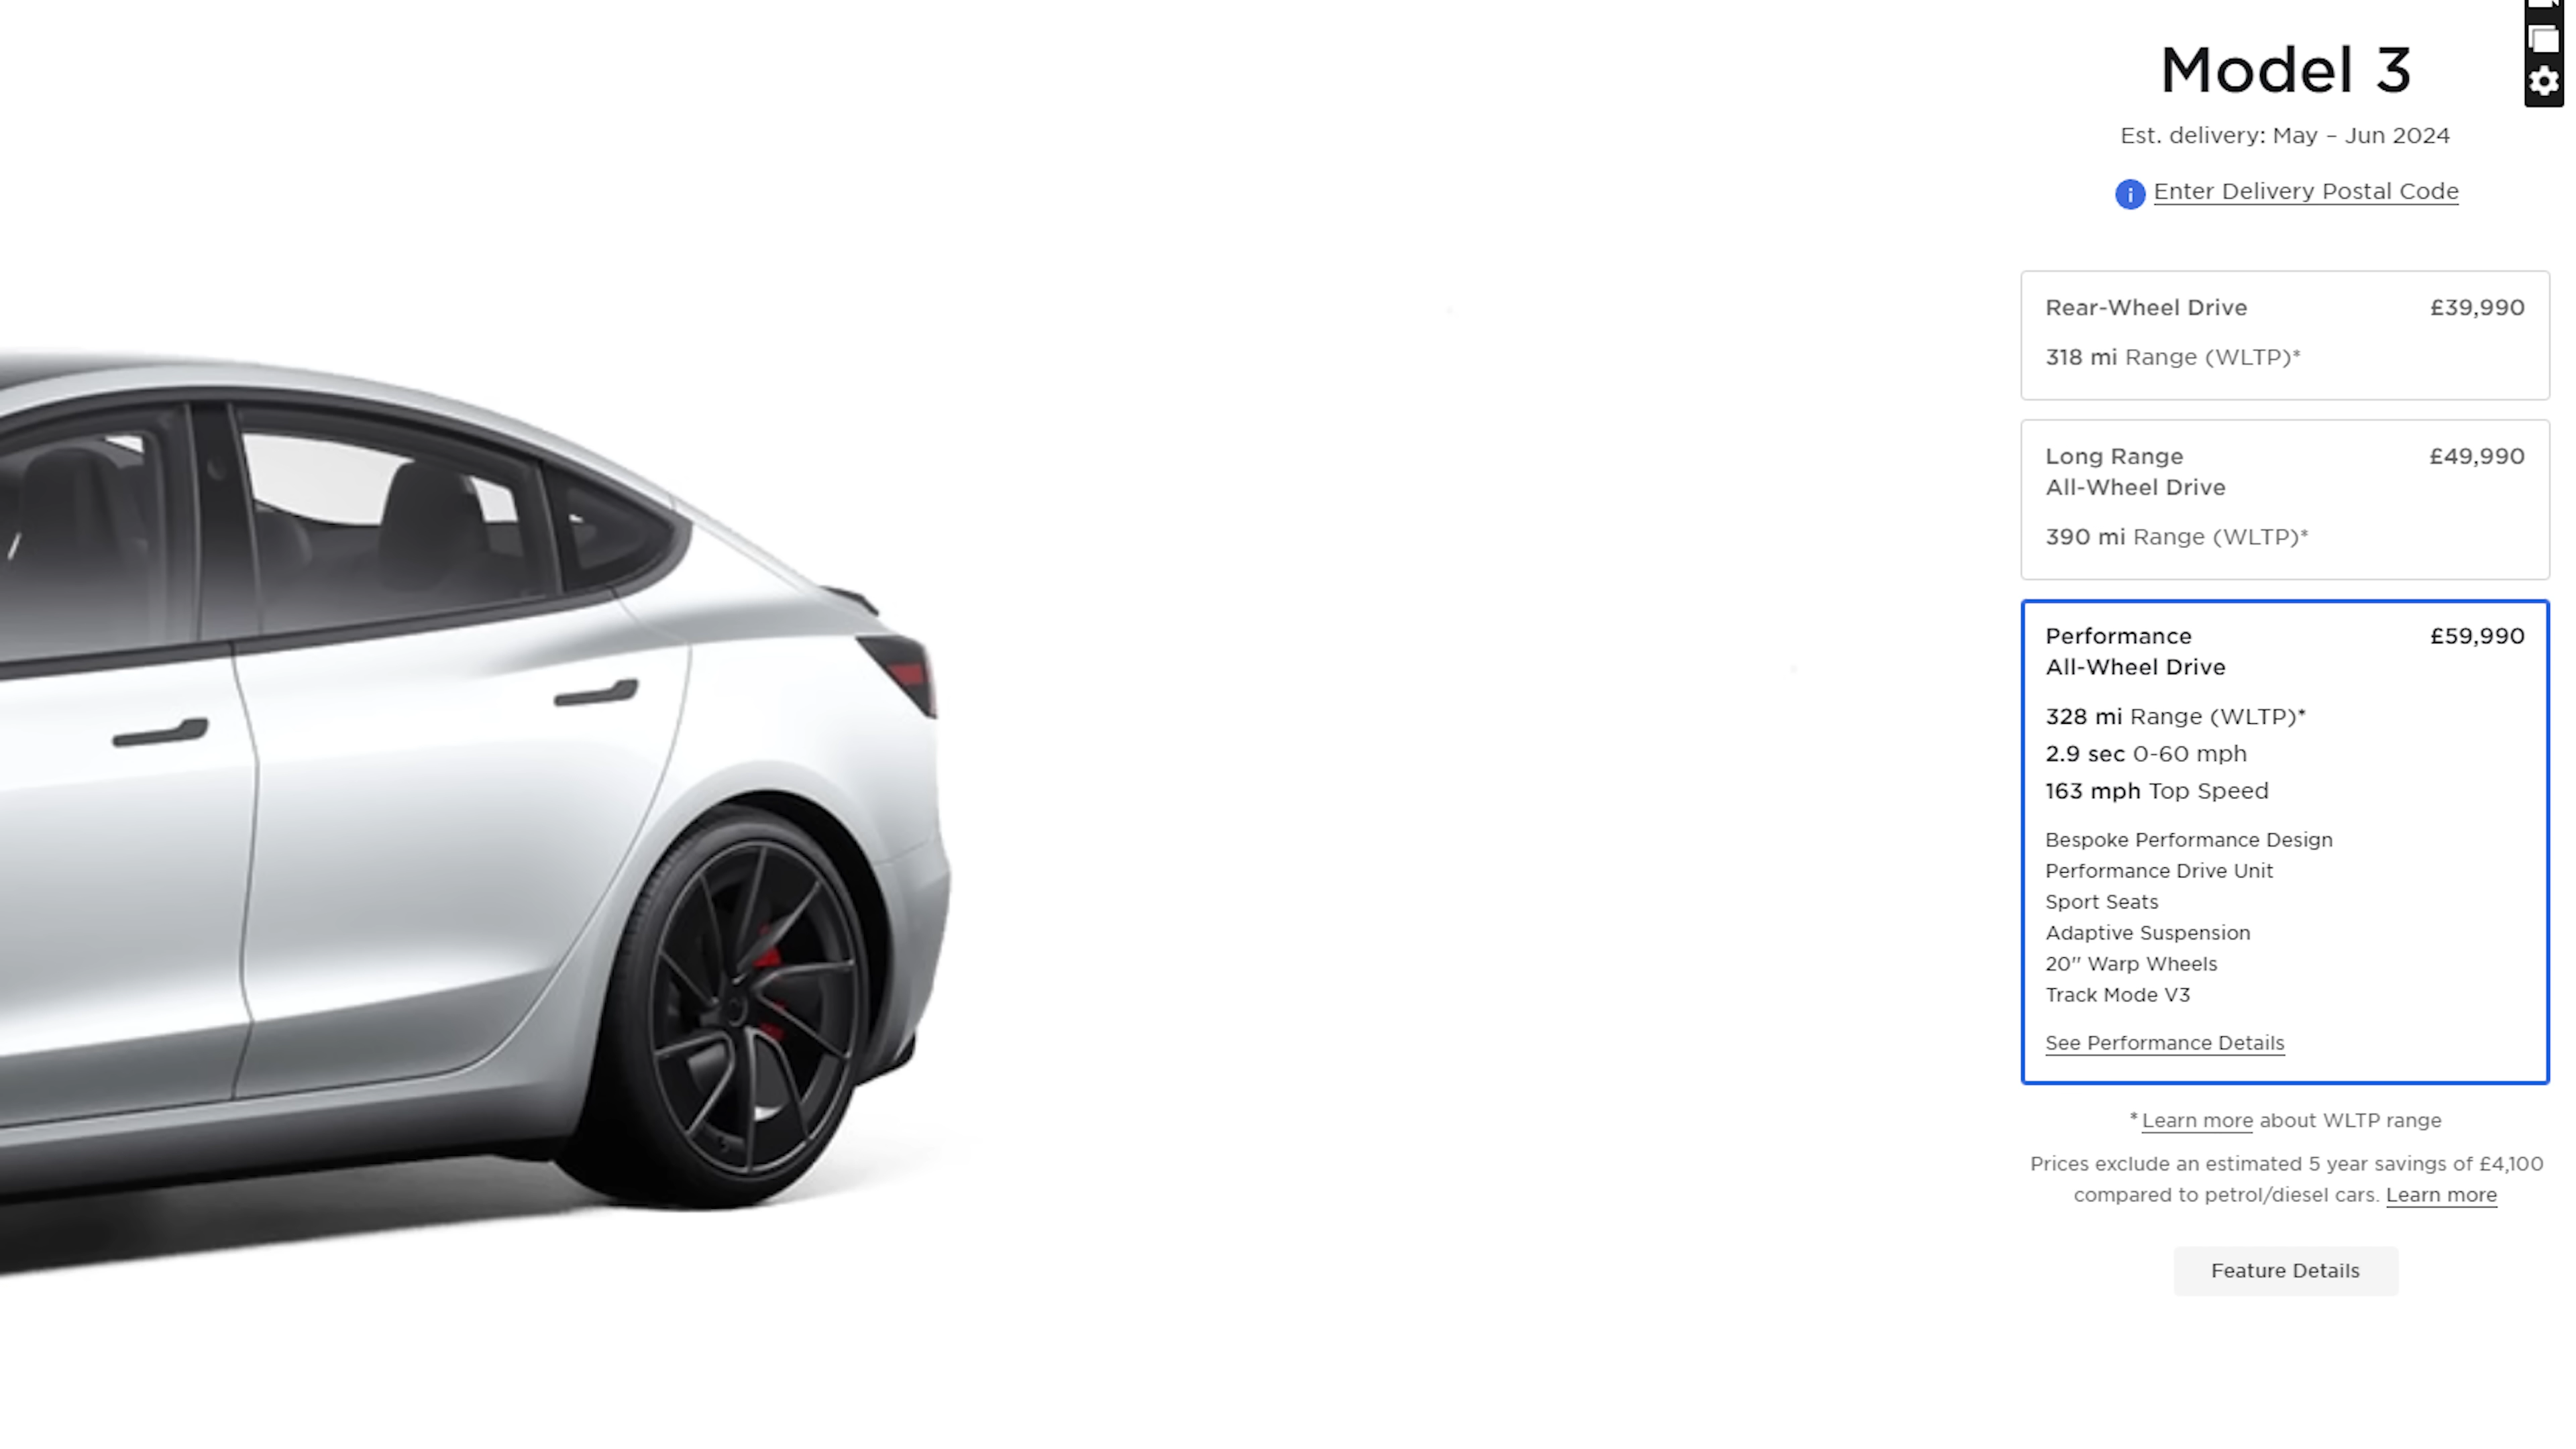 Model 3
Est. delivery: May – Jun 2024
i Enter Delivery Postal Code
Rear-Wheel Drive £39,990
318 mi Range (WLTP)*
Long Range £49,990
All-Wheel Drive
390 mi Range (WLTP)*
Performance £59,990
All-Wheel Drive
328 mi Range (WLTP)*
2.9 sec 0-60 mph
163 mph Top Speed
Bespoke Performance Design
Performance Drive Unit
Sport Seats
Adaptive Suspension
20'' Warp Wheels
Track Mode V3
See Performance Details
* Learn more about WLTP range
Prices exclude an estimated 5 year savings of £4,100
compared to petrol/diesel cars. Learn more
Feature Details